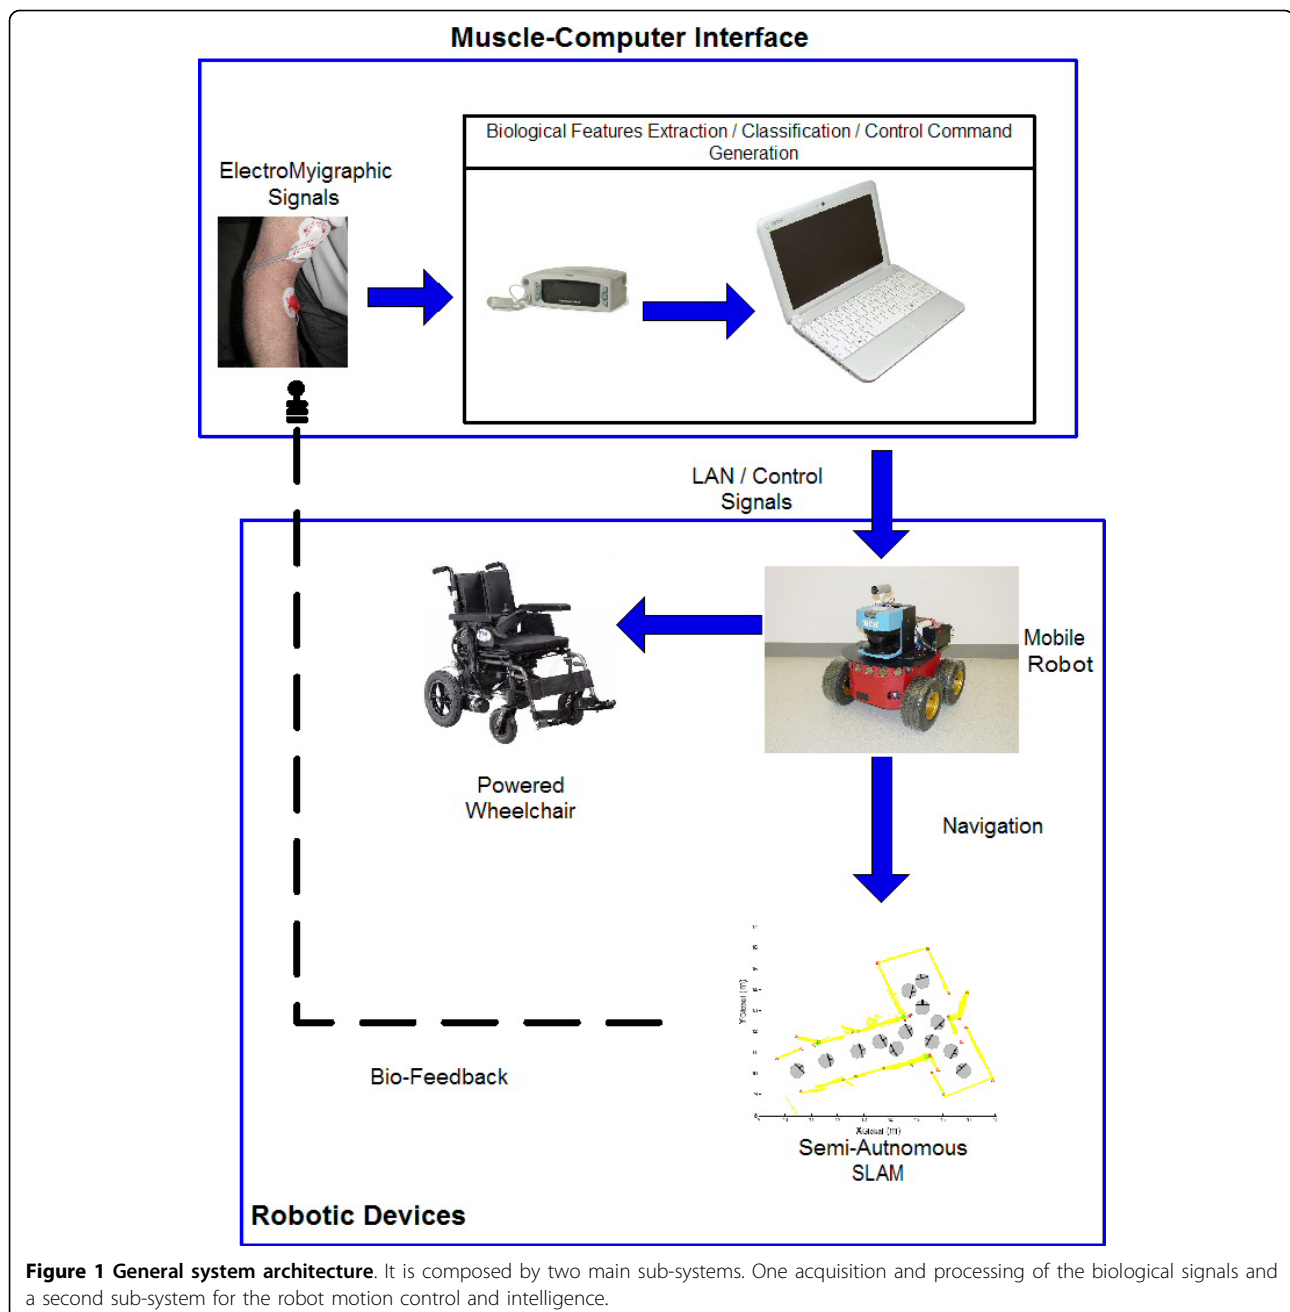 Muscle-Computer Interface
Biological Features Extraction / Classification / Control Command
Generation
ElectroMyigraphic
Signals
LAN / Control
Signals
Mobile
Robot
Powered
Wheelchair
Navigation
Y Global (m)
X Global (m)
Bio-Feedback
Semi-Autnomous
SLAM
Robotic Devices
Figure 1 General system architecture. It is composed by two main sub-systems. One acquisition and processing of the biological signals and
a second sub-system for the robot motion control and intelligence.